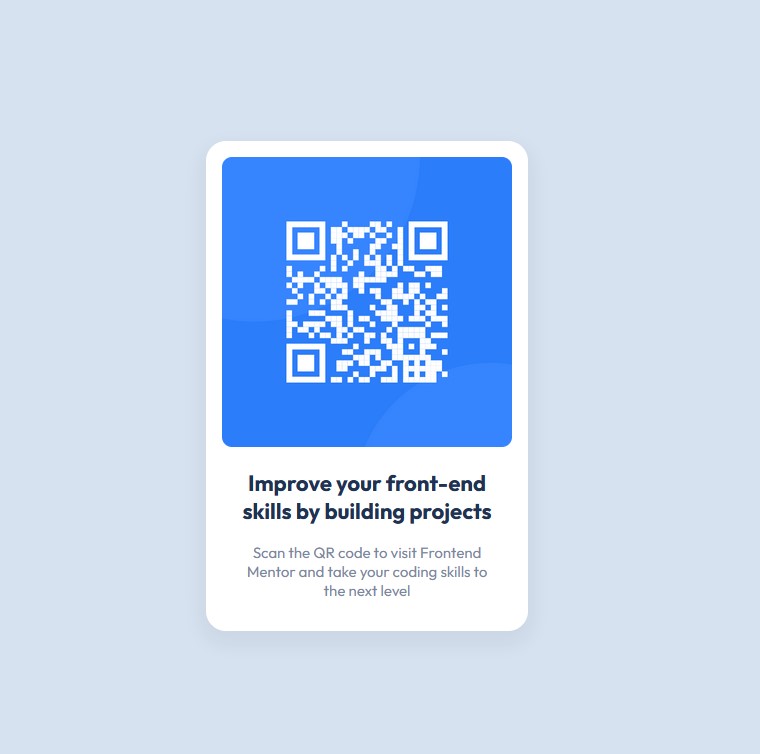 Improve your front-end
skills by building projects
Scan the QR code to visit Frontend
Mentor and take your coding skills to
the next level